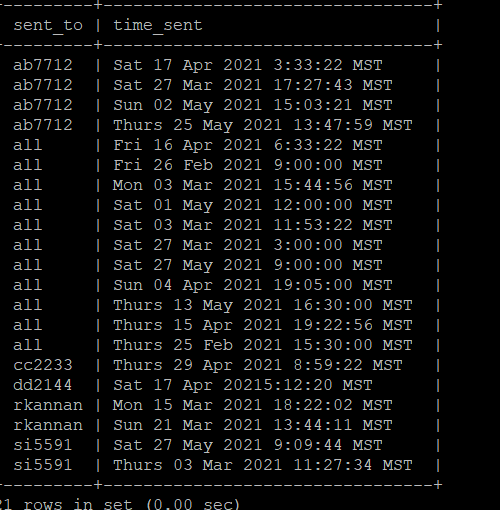 ---------+---------------------------------+
sent_to | time_sent |
---------+---------------------------------+
ab7712 | Sat 17 Apr 2021 3:33:22 MST |
ab7712 | Sat 27 Mar 2021 17:27:43 MST |
ab7712 | Sun 02 May 2021 15:03:21 MST |
ab7712 | Thurs 25 May 2021 13:47:59 MST |
all | Fri 16 Apr 2021 6:33:22 MST |
all | Fri 26 Feb 2021 9:00:00 MST |
all | Mon 03 Mar 2021 15:44:56 MST |
all | Sat 01 May 2021 12:00:00 MST |
all | Sat 03 Mar 2021 11:53:22 MST |
all | Sat 27 Mar 2021 3:00:00 MST |
all | Sat 27 May 2021 9:00:00 MST |
all | Sun 04 Apr 2021 19:05:00 MST |
all | Thurs 13 May 2021 16:30:00 MST |
all | Thurs 15 Apr 2021 19:22:56 MST |
all | Thurs 25 Feb 2021 15:30:00 MST |
cc2233 | Thurs 29 Apr 2021 8:59:22 MST |
dd2144 | Sat 17 Apr 20215:12:20 MST |
rkannan | Mon 15 Mar 2021 18:22:02 MST |
rkannan | Sun 21 Mar 2021 13:44:11 MST |
si5591 | Sat 27 May 2021 9:09:44 MST |
si5591 | Thurs 03 Mar 2021 11:27:34 MST |
---------+---------------------------------+
21 rows in set (0.00 sec)